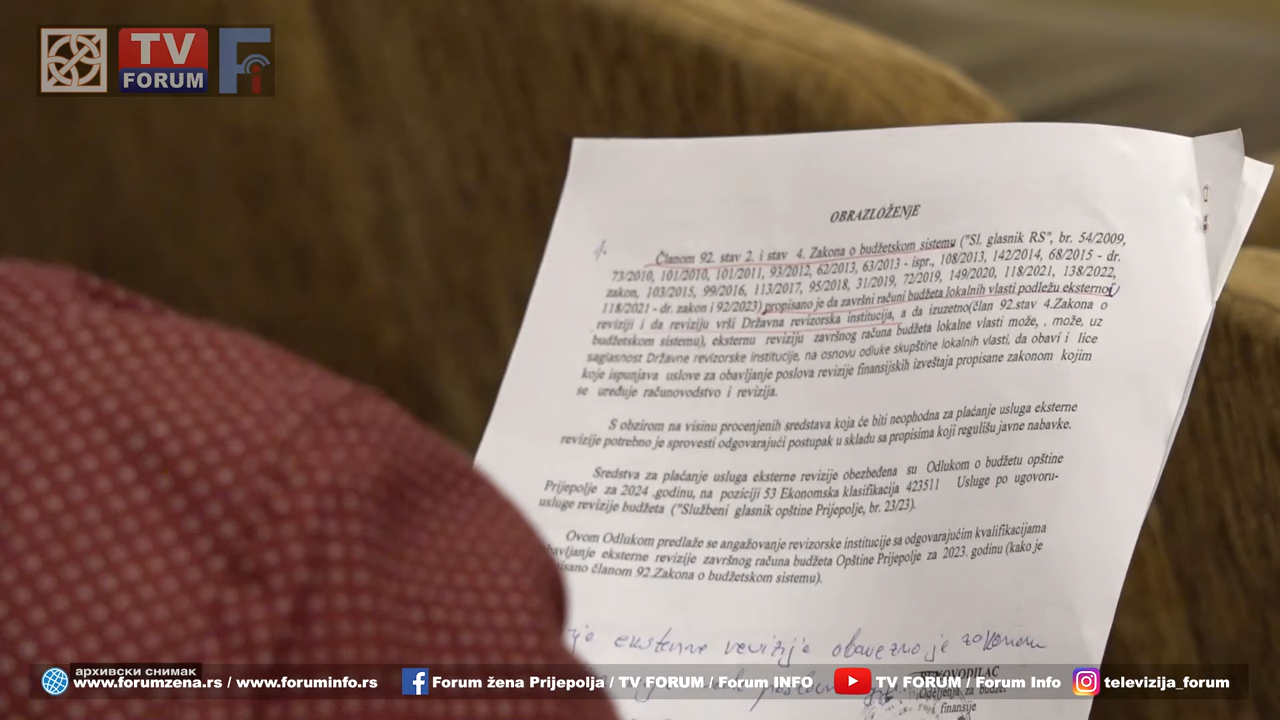 TV
FORUM
Fi
OBRAZLOŽENJE
1.
Članom 92. stav 2. i stav 4. Zakona o budžetskom sistemu ("Sl. glasnik RS", br. 54/2009,
73/2010, 101/2010, 101/2011, 93/2012, 62/2013, 63/2013 - ispr., 108/2013, 142/2014, 68/2015 - dr.
zakon, 103/2015, 99/2016, 113/2017, 95/2018, 31/2019, 72/2019, 149/2020, 118/2021, 138/2022,
118/2021 - dr. zakon i 92/2023) propisano je da završni računi budžeta lokalnih vlasti podležu eksternoj
reviziji i da reviziju vrši Državna revizorska institucija, a da izuzetno(član 92.stav 4.Zakona o
budžetskom sistemu), eksternu reviziju završnog računa budžeta lokalne vlasti može, . može, uz
saglasnost Državne revizorske institucije, na osnovu odluke skupštine lokalnih vlasti, da obavi i lice
koje ispunjava uslove za obavljanje poslova revizije finansijskih izveštaja propisane zakonom kojim
se uređuje računovodstvo i revizija.
S obzirom na visinu procenjenih sredstava koja će biti neophodna za plaćanje usluga eksterne
revizije potrebno je sprovesti odgovarajući postupak u skladu sa propisima koji regulišu javne nabavke.
Sredstva za plaćanje usluga eksterne revizije obezbeđena su Odlukom o budžetu opštine
Prijepolje za 2024 .godinu, na poziciji 53 Ekonomska klasifikacija 423511 Usluge po ugovoru-
usluge revizije budžeta ("Službeni glasnik opštine Prijepolje, br. 23/23).
Ovom Odlukom predlaže se angažovanje revizorske institucije sa odgovarajućim kvalifikacijama
obavljanje eksterne revizije završnog računa budžeta Opštine Prijepolje za 2023. godinu (kako je
pisano članom 92.Zakona o budžetskom sistemu).
eksterne revizije obavezno je zakonom
RUKOVODILAC
Odeljenja za budžet
i finansije
архивски снимак
www.forumzena.rs / www.foruminfo.rs
Forum žena Prijepolja / TV FORUM / Forum INFO
TV FORUM / Forum Info
televizija_forum